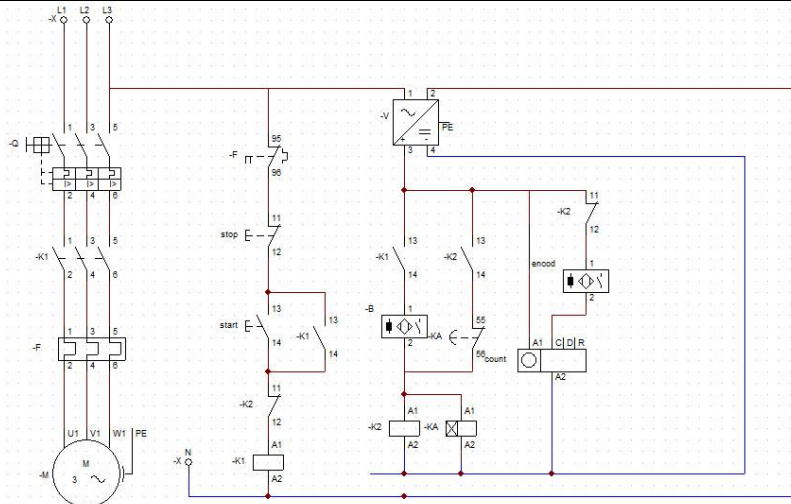 L1 L2 L3
-X
1 2
-V
PE
+
3 4
-Q
1 3 5
I> I> I>
2 4 6
95
-F
96
11
-K2
12
11
stop
12
-K1
1 3 5
2 4 6
13
-K1
14
13
-K2
14
encod
1
2
13
start
14
13
-K1
14
-B
1
2
-KA
55
56
count
A1 C D R
A2
-F
1 3 5
2 4 6
11
-K2
12
A1
-K2
A2
A1
-KA
A2
U1 V1 W1 PE
M
-M
3
N
-X
A1
-K1
A2